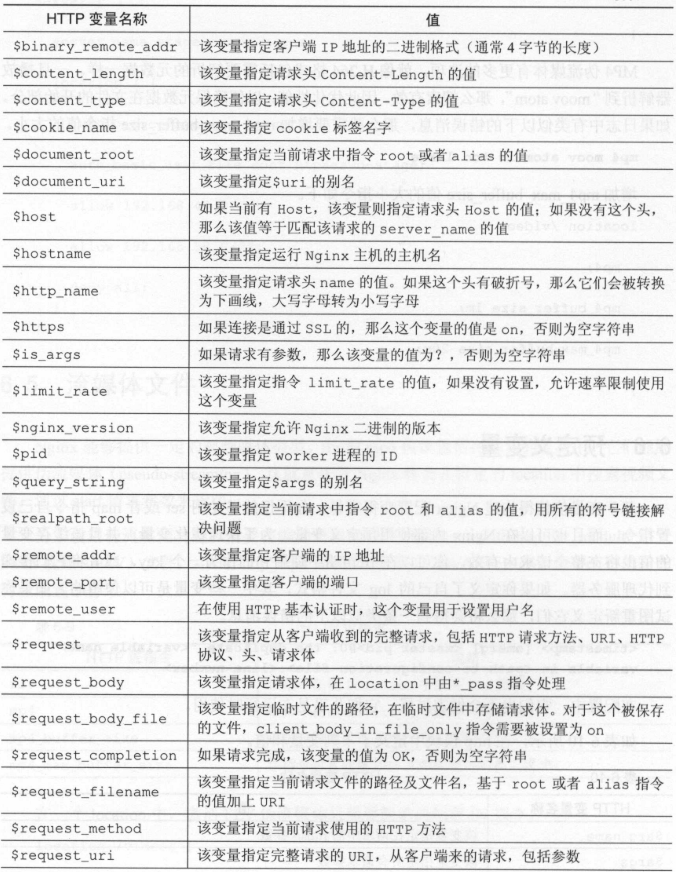 HTTP 变量名称 值
$binary_remote_addr 该变量指定客户端 IP 地址的二进制格式（通常 4 字节的长度）
$content_length 该变量指定请求头 Content-Length 的值
$content_type 该变量指定请求头 Content-Type 的值
$cookie_name 该变量指定 cookie 标签名字
$document_root 该变量指定当前请求中指令 root 或者 alias 的值
$document_uri 该变量指定$uri 的别名
$host 如果当前有 Host，该变量则指定请求头 Host 的值；如果没有这个头，
那么该值等于匹配该请求的 server_name 的值
$hostname 该变量指定运行 Nginx 主机的主机名
$http_name 该变量指定请求头 name 的值。如果这个头有破折号，那么它们会被转换
为下画线，大写字母转为小写字母
$https 如果连接是通过 SSL 的，那么这个变量的值是 on，否则为空字符串
$is_args 如果请求有参数，那么该变量的值为?，否则为空字符串
$limit_rate 该变量指定指令 limit_rate 的值，如果没有设置，允许速率限制使用
这个变量
$nginx_version 该变量指定允许 Nginx 二进制的版本
$pid 该变量指定 worker 进程的 ID
$query_string 该变量指定$args 的别名
$realpath_root 该变量指定当前请求中指令 root 和 alias 的值，用所有的符号链接解
决问题
$remote_addr 该变量指定客户端的 IP 地址
$remote_port 该变量指定客户端的端口
$remote_user 在使用 HTTP 基本认证时，这个变量用于设置用户名
$request 该变量指定从客户端收到的完整请求，包括 HTTP 请求方法、URI、HTTP
协议、头、请求体
$request_body 该变量指定请求体，在 location 中由*_pass 指令处理
$request_body_file 该变量指定临时文件的路径，在临时文件中存储请求体。对于这个被保存
的文件，client_body_in_file_only 指令需要被设置为 on
$request_completion 如果请求完成，该变量的值为 OK，否则为空字符串
$request_filename 该变量指定当前请求文件的路径及文件名，基于 root 或者 alias 指令
的值加上 URI
$request_method 该变量指定当前请求使用的 HTTP 方法
$request_uri 该变量指定完整请求的 URI，从客户端来的请求，包括参数